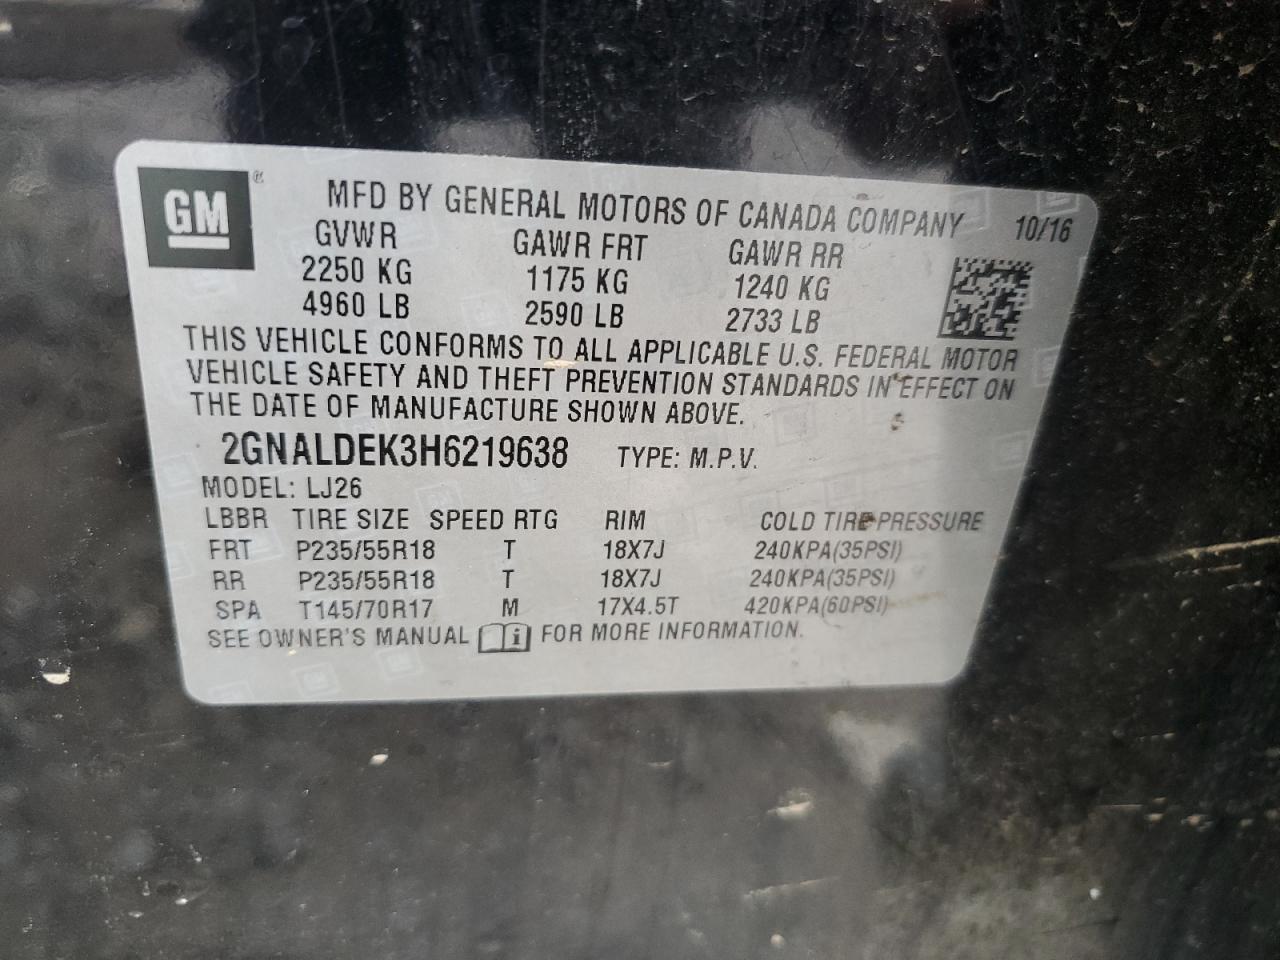 GM ®
MFD BY GENERAL MOTORS OF CANADA COMPANY 10/16
GVWR GAWR FRT GAWR RR
2250 KG 1175 KG 1240 KG
4960 LB 2590 LB 2733 LB
THIS VEHICLE CONFORMS TO ALL APPLICABLE U.S. FEDERAL MOTOR
VEHICLE SAFETY AND THEFT PREVENTION STANDARDS IN EFFECT ON
THE DATE OF MANUFACTURE SHOWN ABOVE.
2GNALDEK3H6219638 TYPE: M.P.V.
MODEL: LJ26
LBBR TIRE SIZE SPEED RTG RIM COLD TIRE PRESSURE
FRT P235/55R18 T 18X7J 240KPA(35PSI)
RR P235/55R18 T 18X7J 240KPA(35PSI)
SPA T145/70R17 M 17X4.5T 420KPA(60PSI)
SEE OWNER'S MANUAL i FOR MORE INFORMATION.